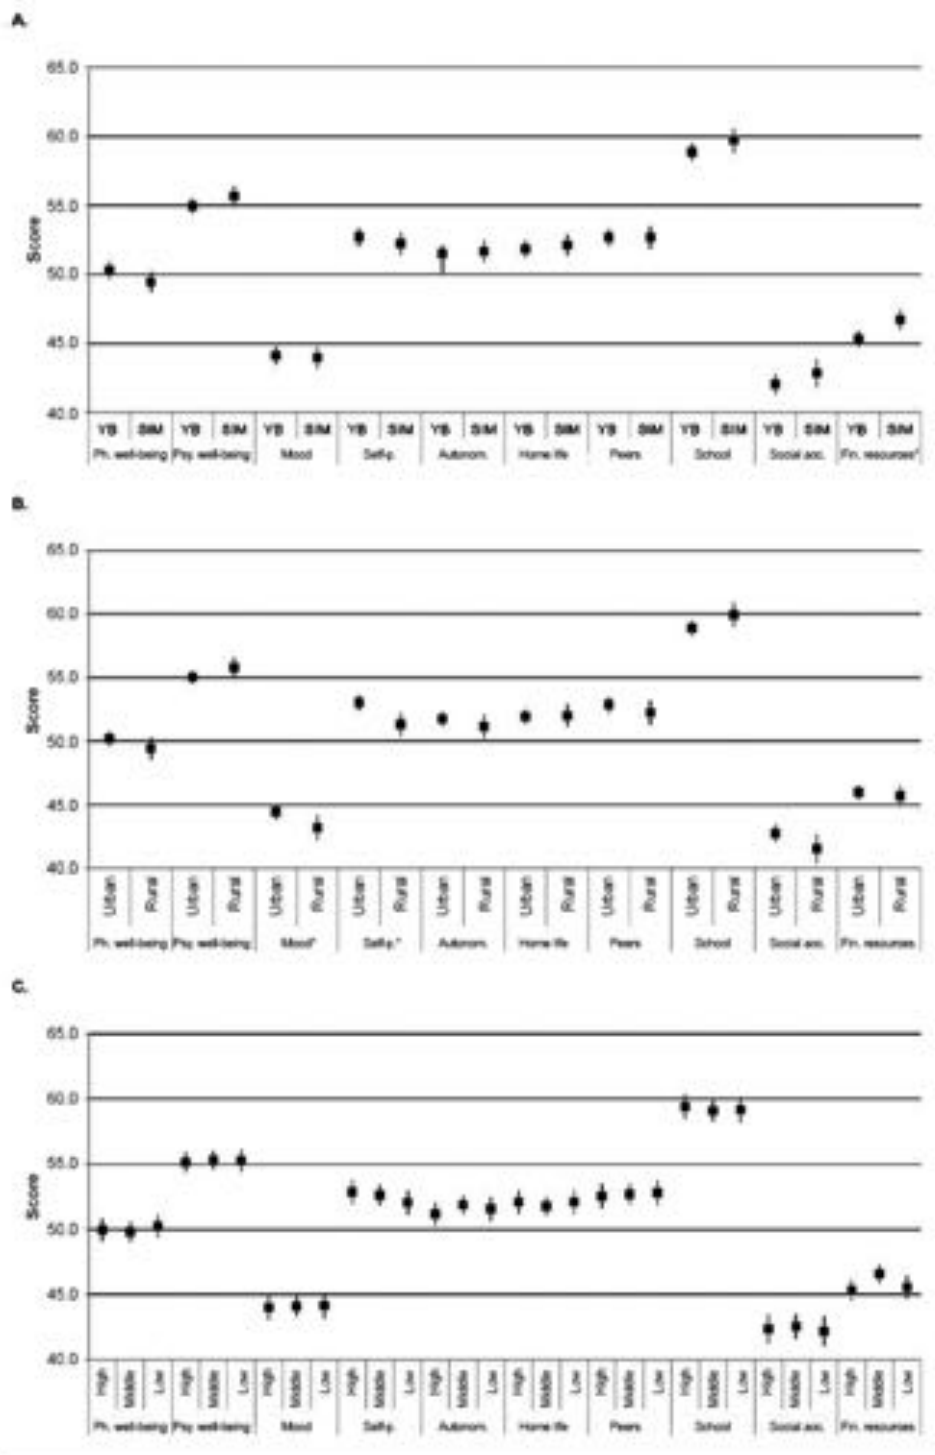 A.
65.0
60.0
55.0
50.0
45.0
40.0
Score
YB SIM YB SIM YB SIM YB SIM YB SIM YB SIM YB SIM YB SIM YB SIM YB SIM
Ph. well-being Psy. well-being Mood Self-p. Autonom. Home life Peers School Social acc. Fin. resources*
B.
65.0
60.0
55.0
50.0
45.0
40.0
Score
Urban Rural Urban Rural Urban Rural Urban Rural Urban Rural Urban Rural Urban Rural Urban Rural Urban Rural Urban Rural
Ph. well-being Psy. well-being Mood* Self-p.* Autonom. Home life Peers School Social acc. Fin. resources
C.
65.0
60.0
55.0
50.0
45.0
40.0
Score
High Middle Low High Middle Low High Middle Low High Middle Low High Middle Low High Middle Low High Middle Low High Middle Low High Middle Low High Middle Low
Ph. well-being Psy. well-being Mood Self-p. Autonom. Home life Peers School Social acc. Fin. resources